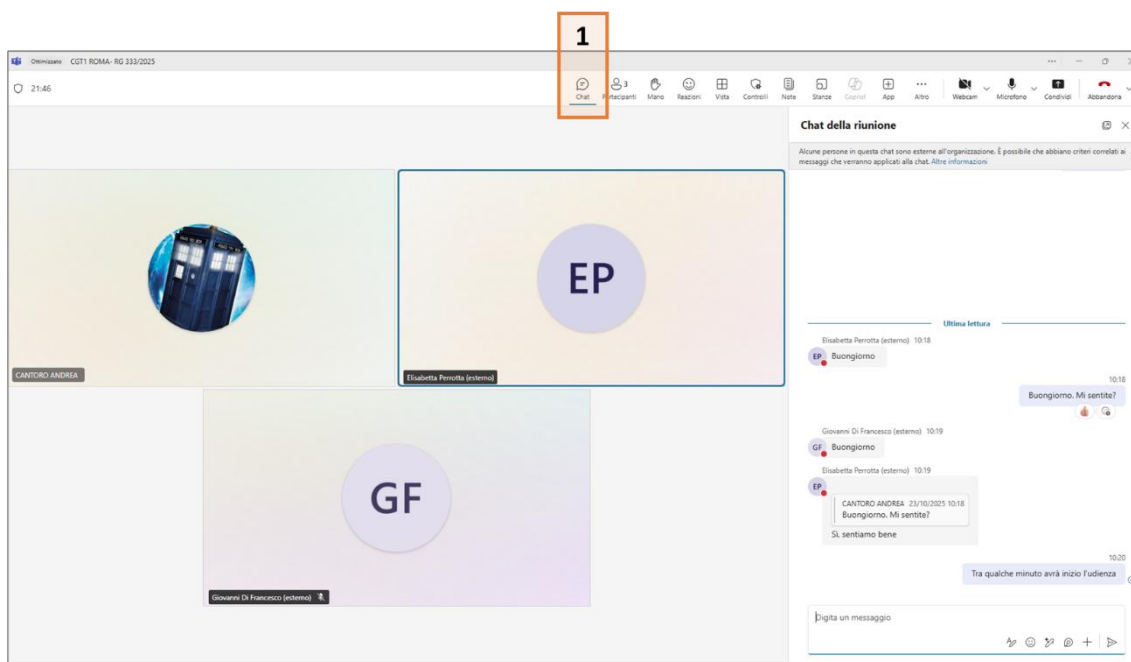 1
Ottimizzato CGT1 ROMA- RG 333/2025
21:46
Chat Partecipanti Mano Reazioni Vista Controlli Note Stanze Copilot App Altro Webcam Microfono Condividi Abbandona
3
Chat della riunione
Alcune persone in questa chat sono esterne all'organizzazione. È possibile che abbiano criteri correlati ai
messaggi che verranno applicati alla chat. Altre informazioni
POLICE BOX
EP
CANTORO ANDREA
Elisabetta Perrotta (esterno)
GF
Giovanni Di Francesco (esterno)
Ultima lettura
Elisabetta Perrotta (esterno) 10:18
EP Buongiorno
10:18
Buongiorno. Mi sentite?
Giovanni Di Francesco (esterno) 10:19
GF Buongiorno
Elisabetta Perrotta (esterno) 10:19
EP
CANTORO ANDREA 23/10/2025 10:18
Buongiorno. Mi sentite?
Sì, sentiamo bene
10:20
Tra qualche minuto avrà inizio l'udienza
Digita un messaggio